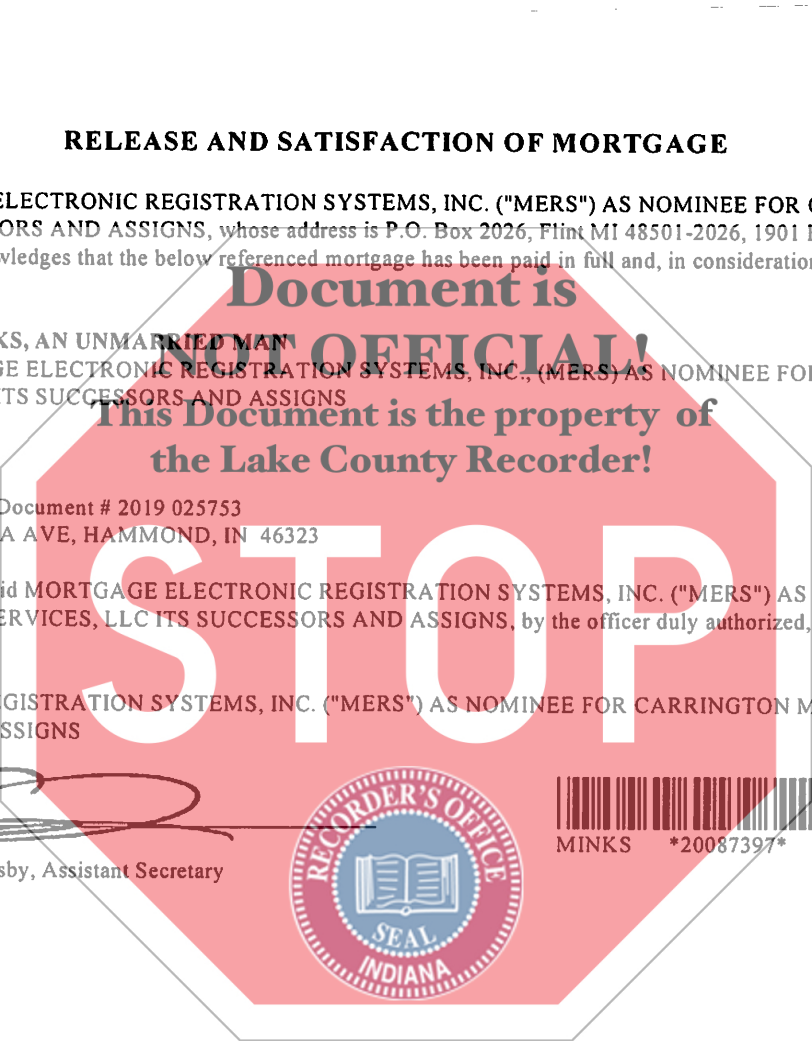 RELEASE AND SATISFACTION OF MORTGAGE
ELECTRONIC REGISTRATION SYSTEMS, INC. ("MERS") AS NOMINEE FOR
ORS AND ASSIGNS, whose address is P.O. Box 2026, Flint MI 48501-2026, 1901
wledges that the below referenced mortgage has been paid in full and, in consideration
Document is
KS, AN UNMARRIED MAN
NOT OFFICIAL!
GE ELECTRONIC REGISTRATION SYSTEMS, INC., (MERS) AS NOMINEE FOR
ITS SUCCESSORS AND ASSIGNS
This Document is the property of
the Lake County Recorder!
Document # 2019 025753
A AVE, HAMMOND, IN 46323
STOP
id MORTGAGE ELECTRONIC REGISTRATION SYSTEMS, INC. ("MERS") AS
ERVICES, LLC ITS SUCCESSORS AND ASSIGNS, by the officer duly authorized,
GISTRATION SYSTEMS, INC. ("MERS") AS NOMINEE FOR CARRINGTON M
SSIGNS
RECORDER'S OFFICE
SEAL
INDIANA
MINKS *20087397*
sby, Assistant Secretary